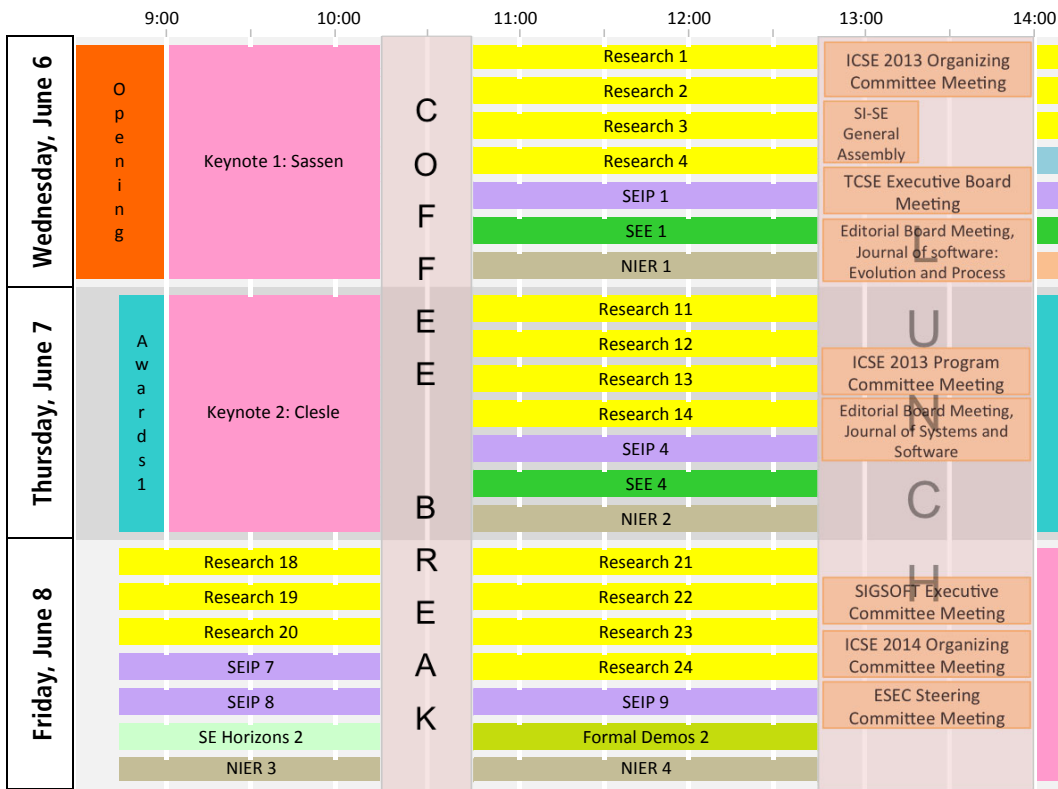 9:00 10:00 11:00 12:00 13:00 14:00
Wednesday, June 6
Opening
Keynote 1: Sassen
Research 1
Research 2
Research 3
Research 4
SEIP 1
SEE 1
NIER 1
ICSE 2013 Organizing
Committee Meeting
SI-SE
General
Assembly
TCSE Executive Board
Meeting
Editorial Board Meeting,
Journal of software:
Evolution and Process
Thursday, June 7
Awards1
Keynote 2: Clesle
Research 11
Research 12
Research 13
Research 14
SEIP 4
SEE 4
NIER 2
ICSE 2013 Program
Committee Meeting
Editorial Board Meeting,
Journal of Systems and
Software
Friday, June 8
Research 18
Research 19
Research 20
SEIP 7
SEIP 8
SE Horizons 2
NIER 3
Research 21
Research 22
Research 23
Research 24
SEIP 9
Formal Demos 2
NIER 4
SIGSOFT Executive
Committee Meeting
ICSE 2014 Organizing
Committee Meeting
ESEC Steering
Committee Meeting
COFFEE BREAK
LUNCH